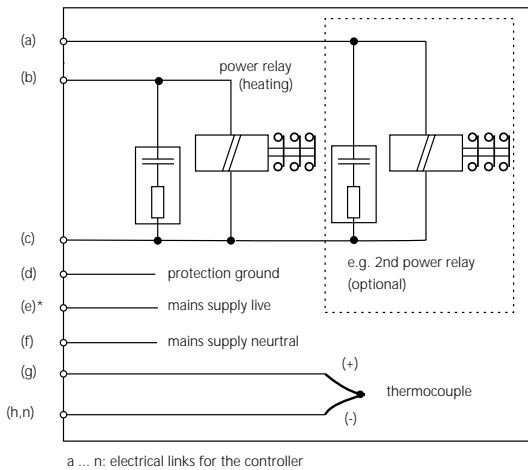 (a)
(b)
power relay
(heating)
(c)
e.g. 2nd power relay
(optional)
(d)
protection ground
(e)*
mains supply live
(f)
mains supply neurtral
(g)
(+)
thermocouple
(h,n)
(-)
a ... n: electrical links for the controller